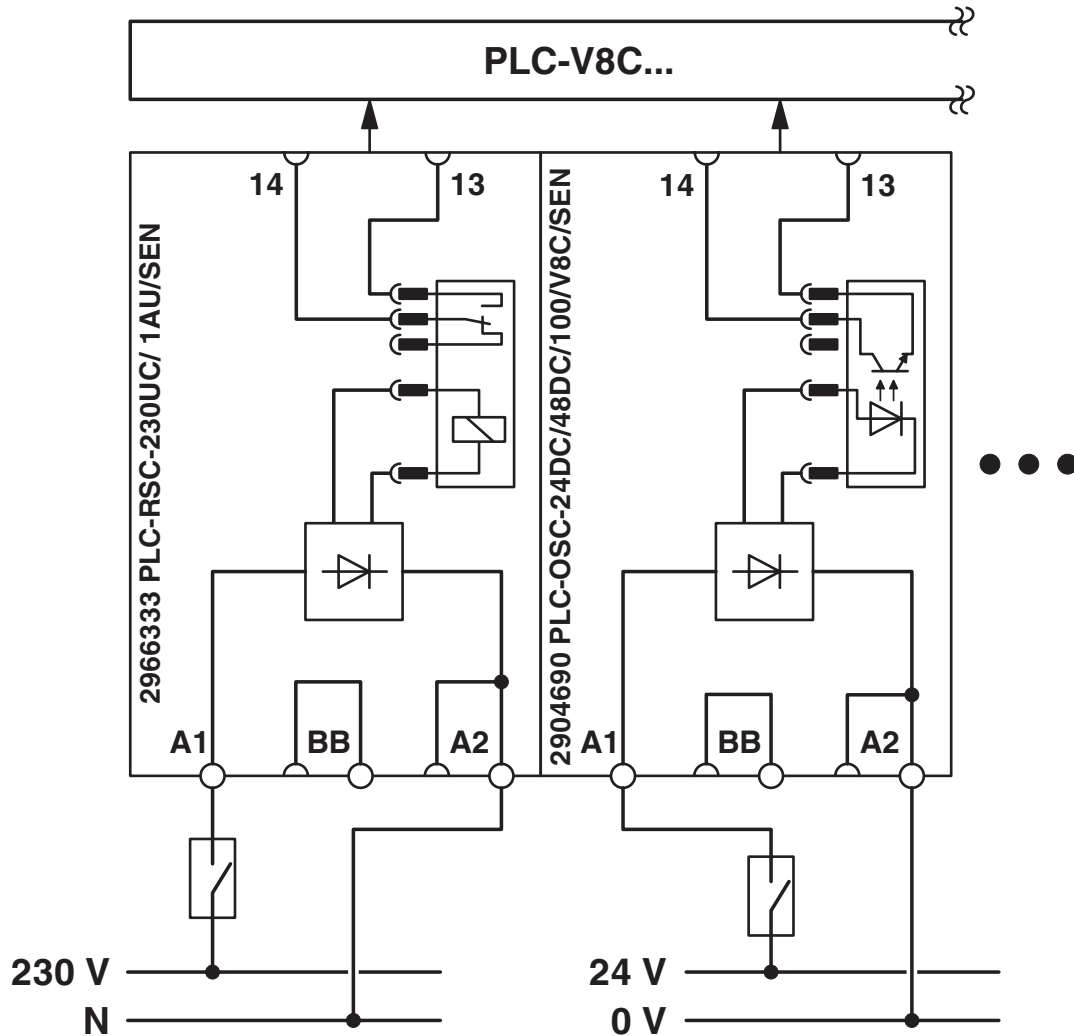 PLC-V8C...
14
13
2966333 PLC-RSC-230UC/ 1AU/SEN
A1
BB
A2
14
13
2904690 PLC-OSC-24DC/48DC/100/V8C/SEN
A1
BB
A2
230 V
N
24 V
0 V